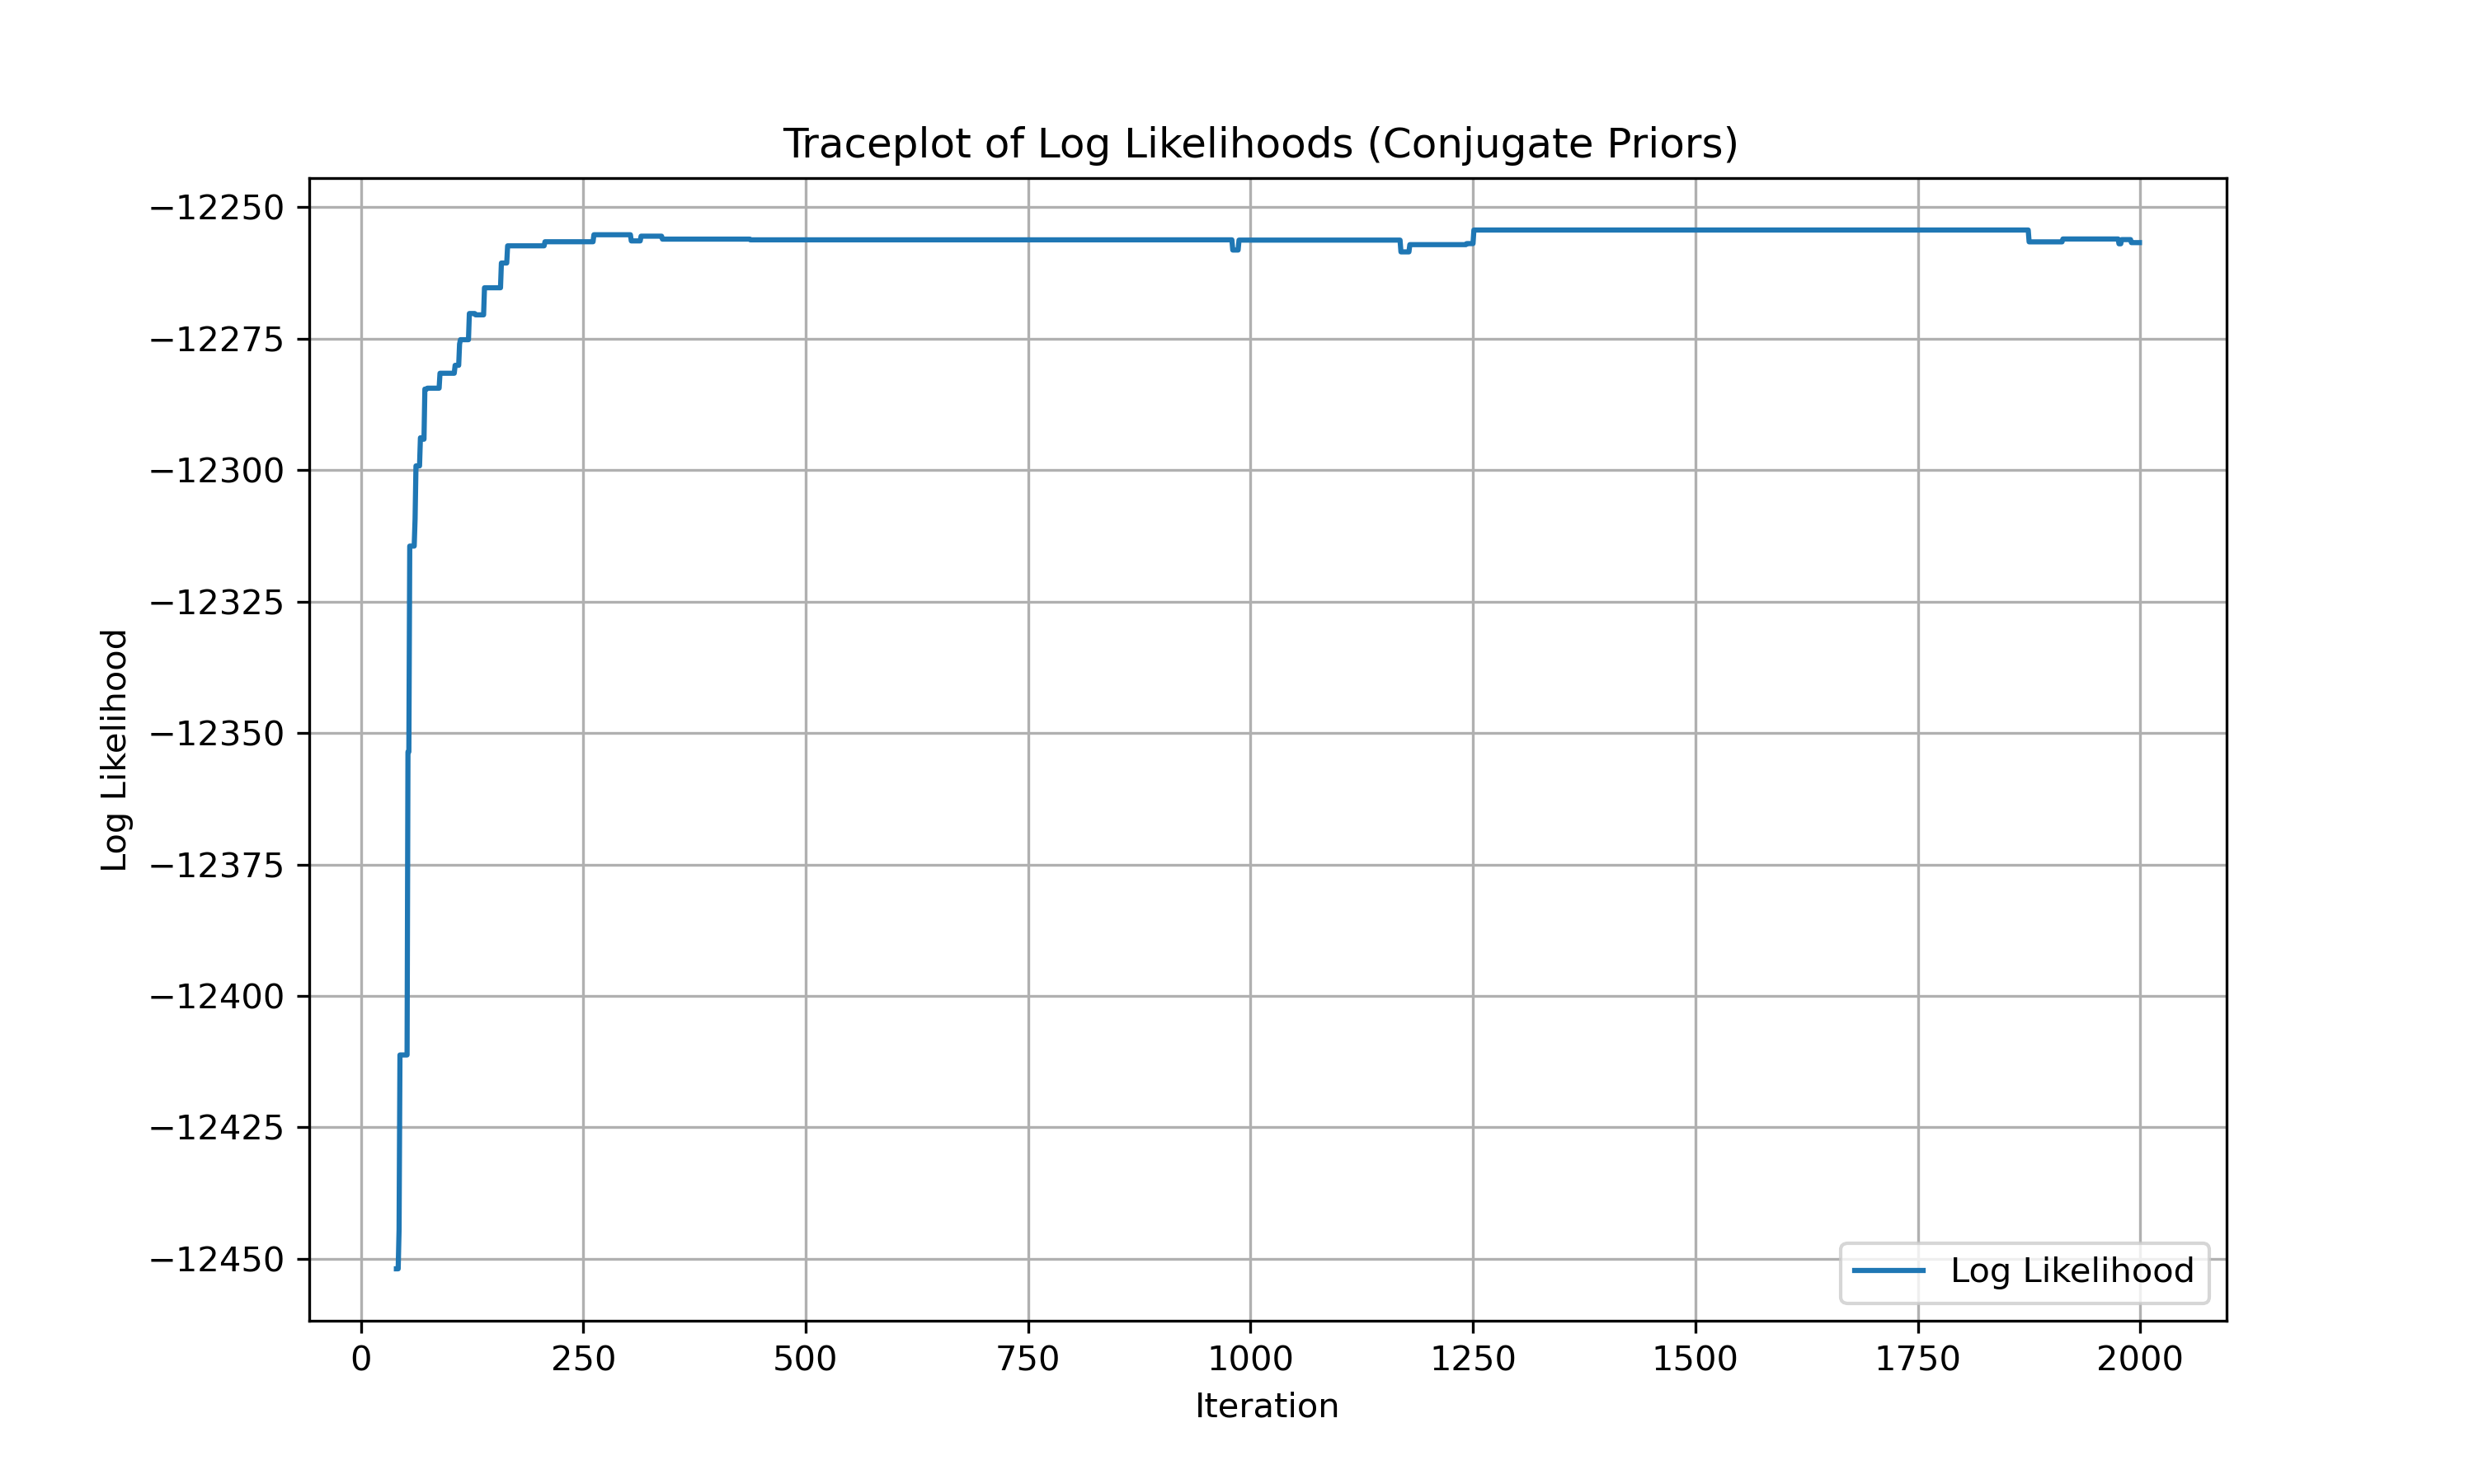 Traceplot of Log Likelihoods (Conjugate Priors)
−12250
−12275
−12300
−12325
−12350
−12375
−12400
−12425
−12450
Log Likelihood
Log Likelihood
0 250 500 750 1000 1250 1500 1750 2000
Iteration